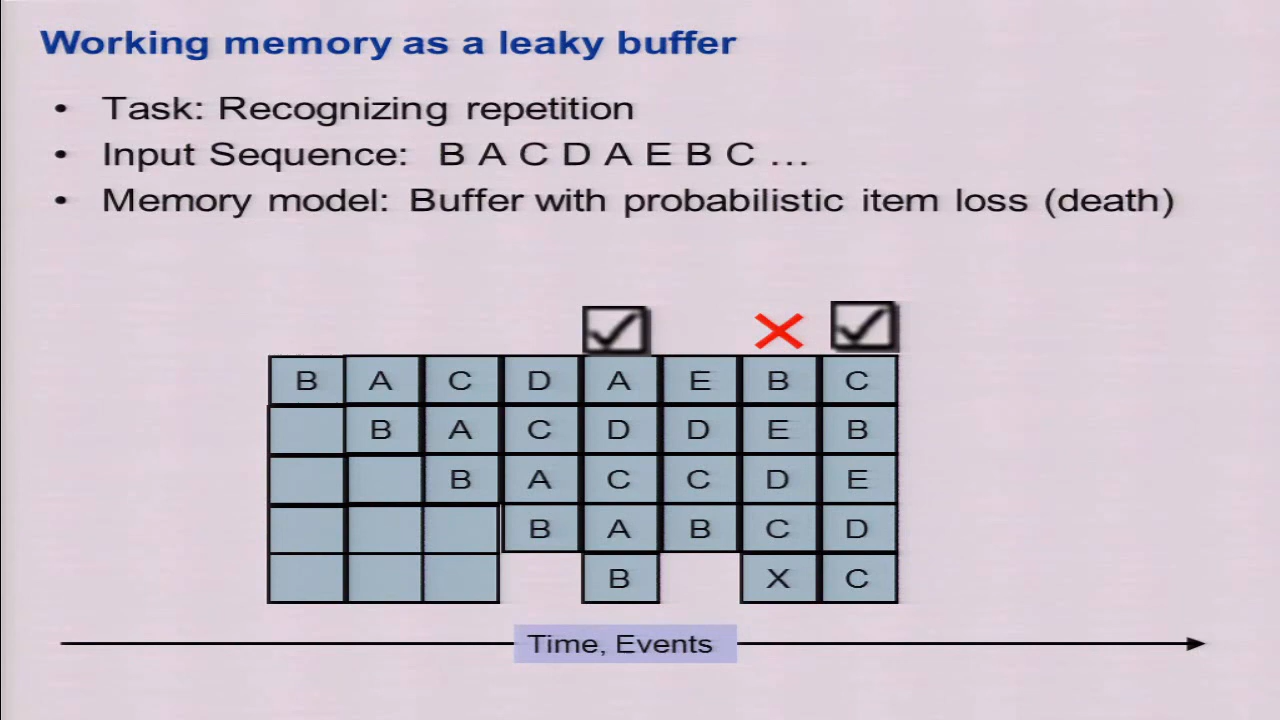 Working memory as a leaky buffer
• Task: Recognizing repetition
• Input Sequence: B A C D A E B C ...
• Memory model: Buffer with probabilistic item loss (death)
B A C D A E B C
B A C D D E B
B A C C D E
B A B C D
B X C
Time, Events